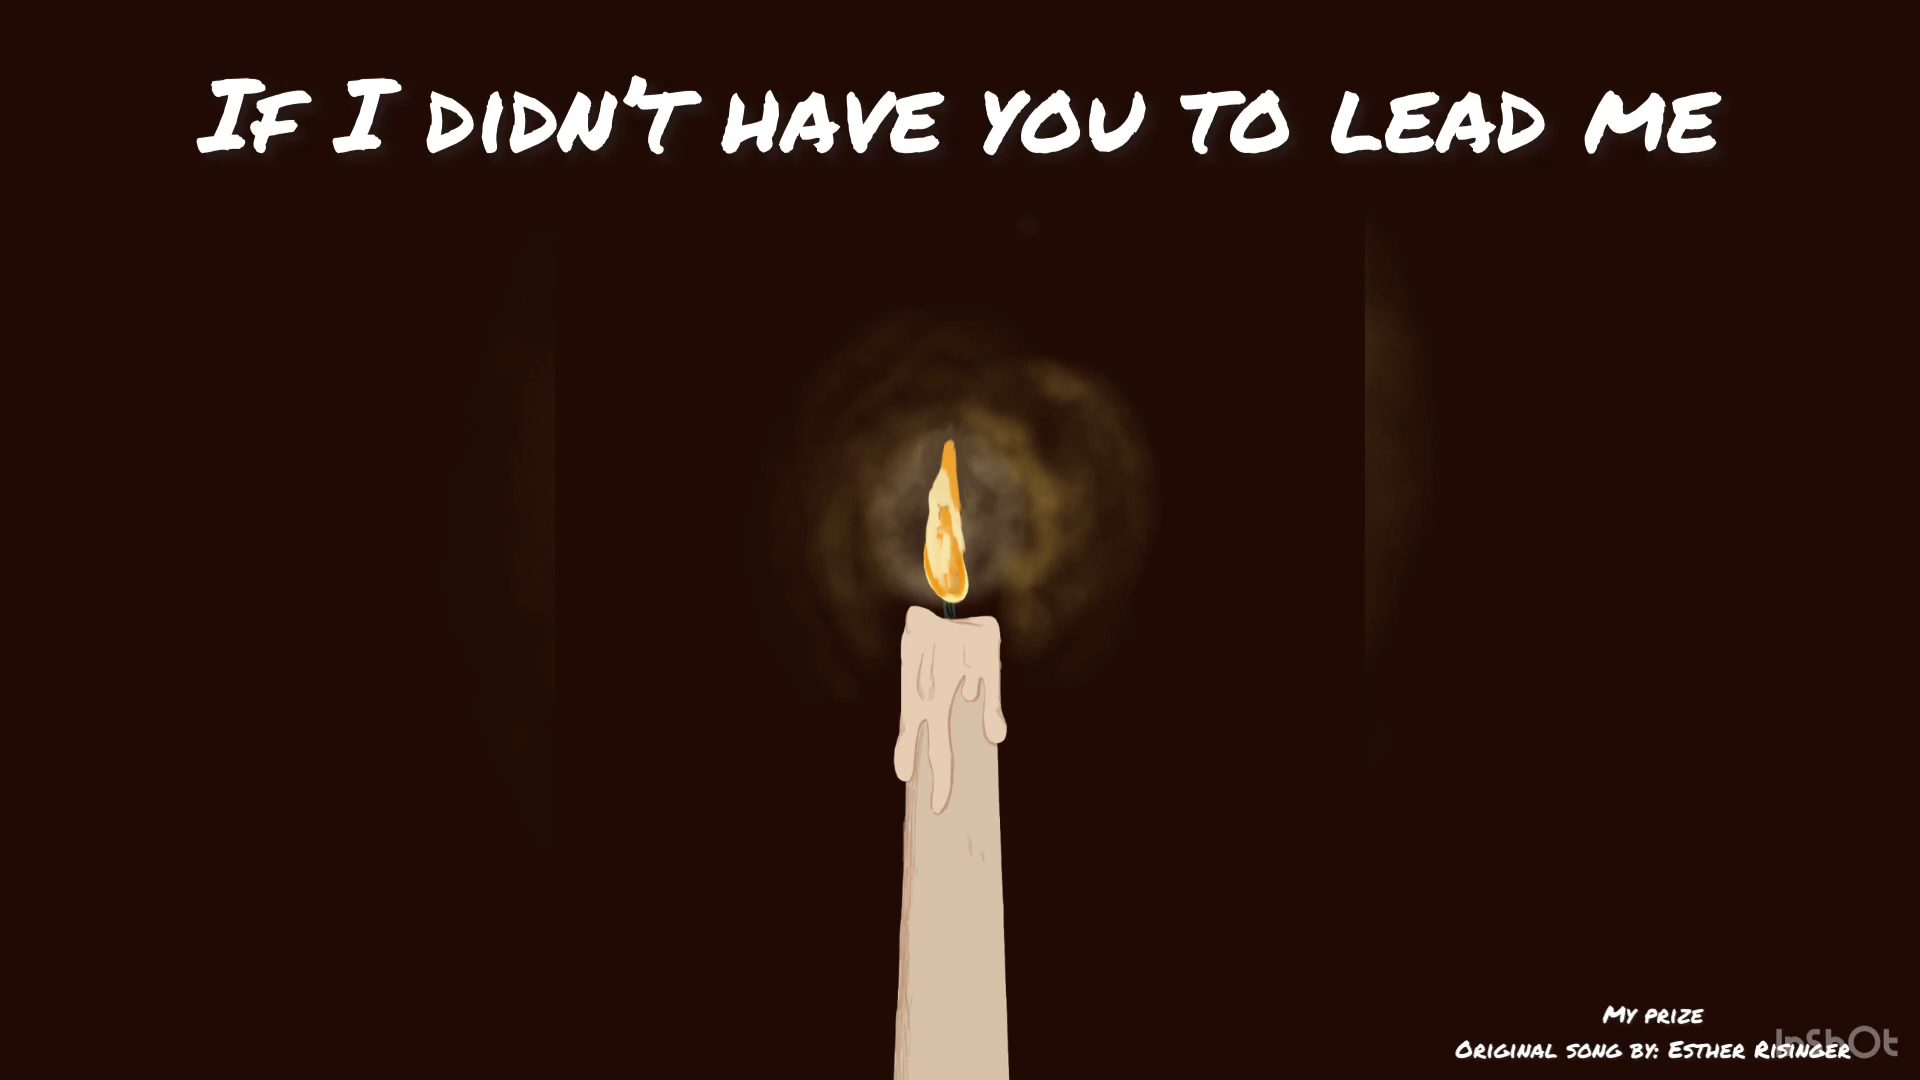 If I didn't have you to lead me
My prize
Original song by: Esther Risinger
InShOt